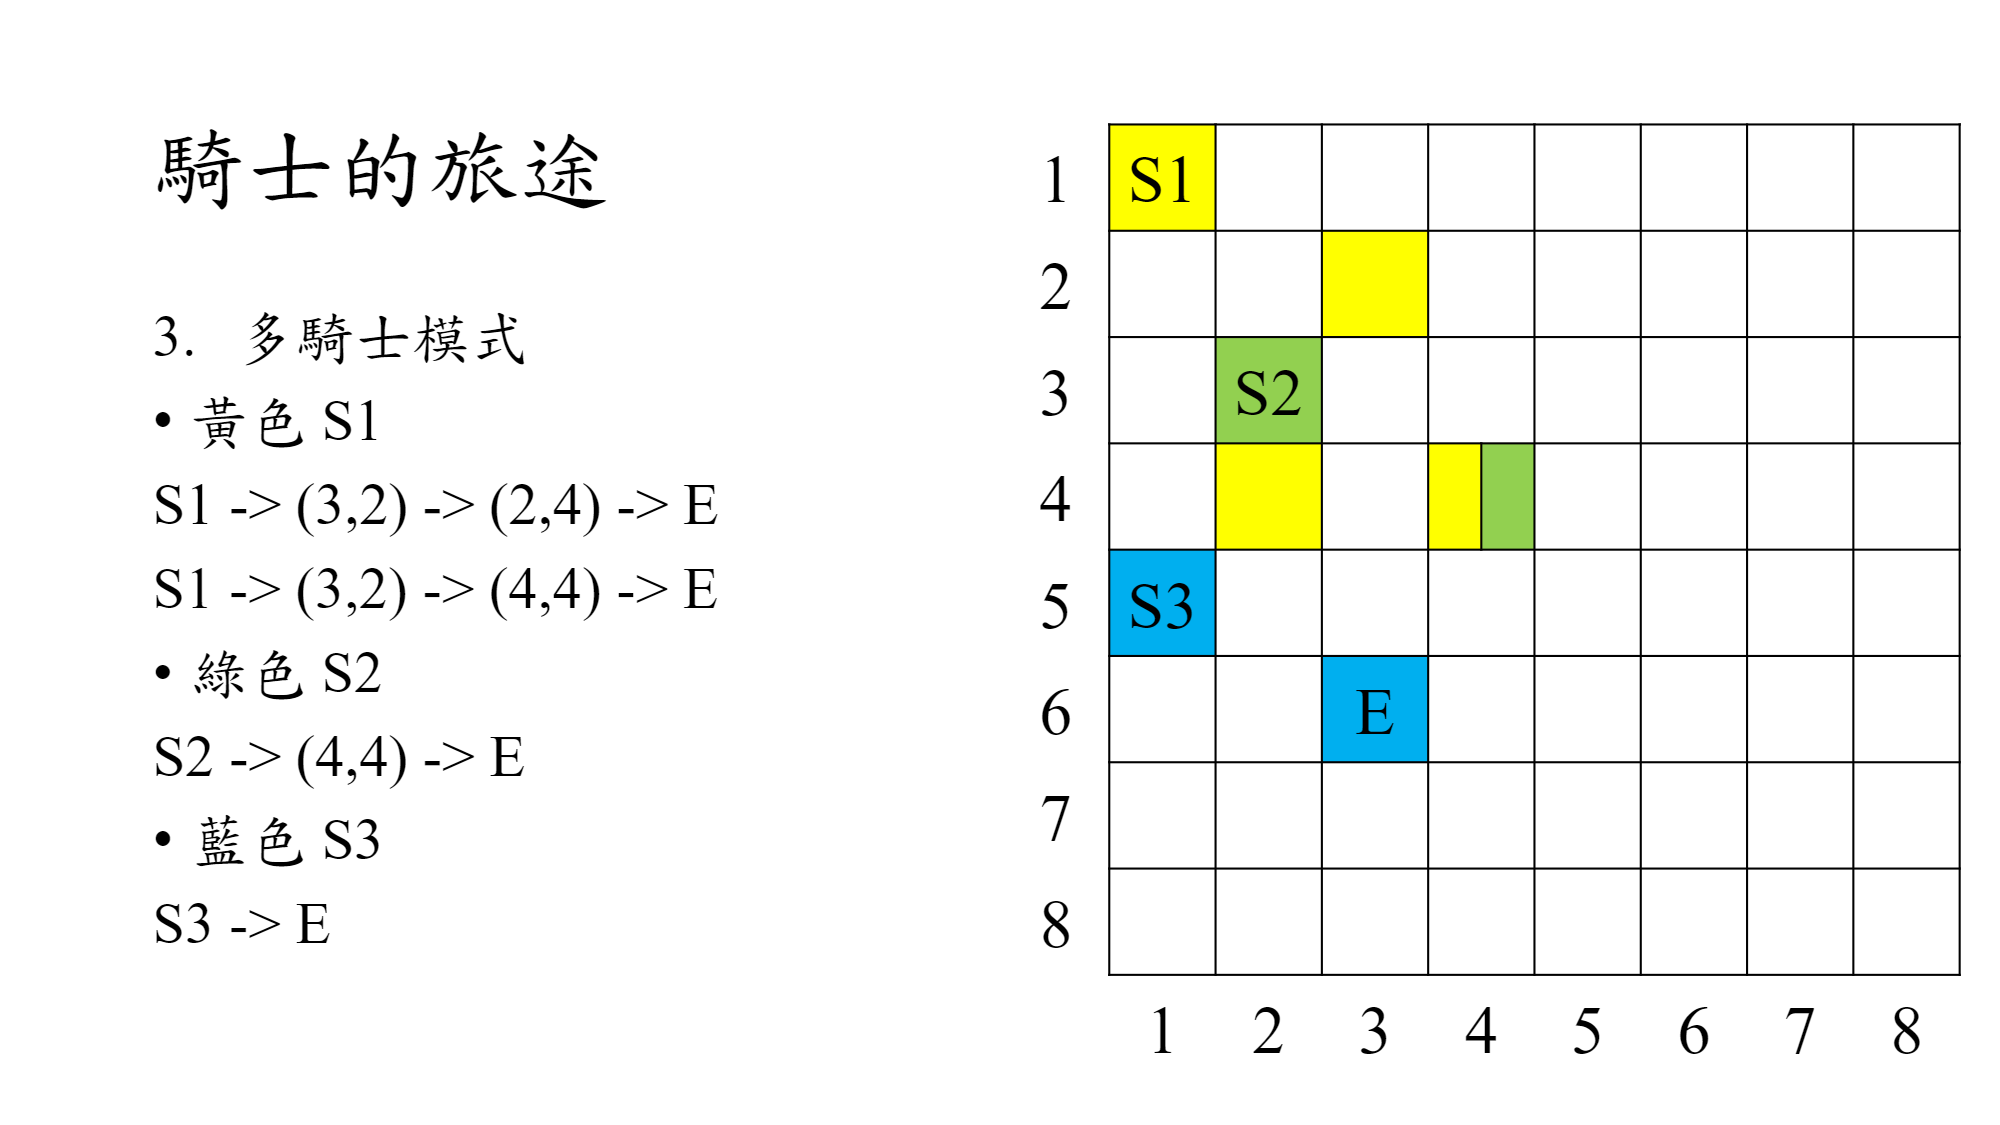 騎士的旅途
3. 多騎士模式
• 黃色 S1
S1 -> (3,2) -> (2,4) -> E
S1 -> (3,2) -> (4,4) -> E
• 綠色 S2
S2 -> (4,4) -> E
• 藍色 S3
S3 -> E
1 S1
2
3 S2
4
5 S3
6 E
7
8
1 2 3 4 5 6 7 8